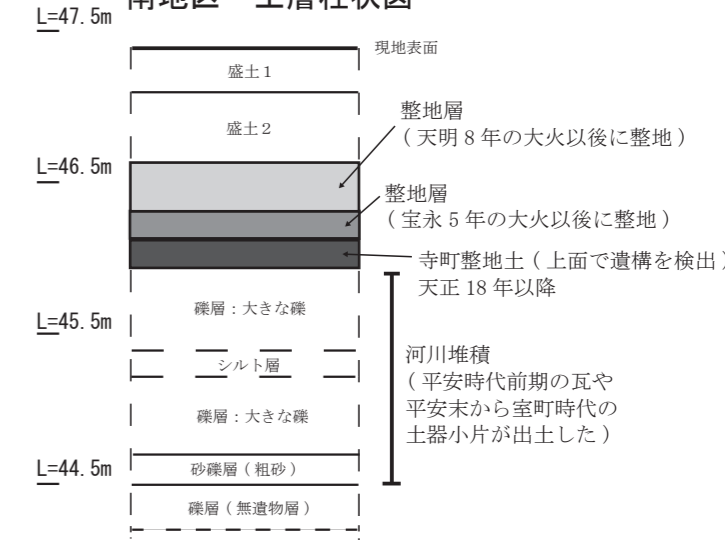 南地区 土層柱状図
L=47.5m
現地表面
盛土1
盛土2
整地層
(天明8年の大火以後に整地)
L=46.5m
整地層
(宝永5年の大火以後に整地)
寺町整地土(上面で遺構を検出)
天正18年以降
礫層:大きな礫
L=45.5m
シルト層
河川堆積
(平安時代前期の瓦や
平安末から室町時代の
土器小片が出土した)
礫層:大きな礫
L=44.5m
砂礫層(粗砂)
礫層(無遺物層)